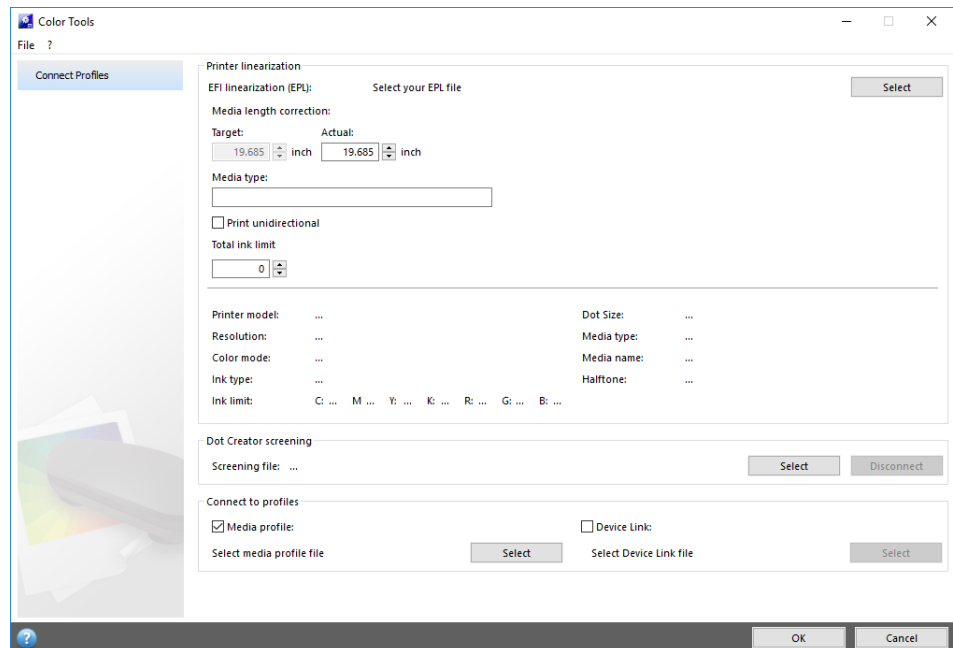 Color Tools
File ?
Connect Profiles
Printer linearization
EFI linearization (EPL): Select your EPL file Select
Media length correction:
Target: Actual:
19.685 inch 19.685 inch
Media type:
Print unidirectional
Total ink limit
0
Printer model: ... Dot Size: ...
Resolution: ... Media type: ...
Color mode: ... Media name: ...
Ink type: ... Halftone: ...
Ink limit: C: ... M ... Y: ... K: ... R: ... G: ... B: ...
Dot Creator screening
Screening file: ... Select Disconnect
Connect to profiles
Media profile: Device Link:
Select media profile file Select Select Device Link file Select
? OK Cancel